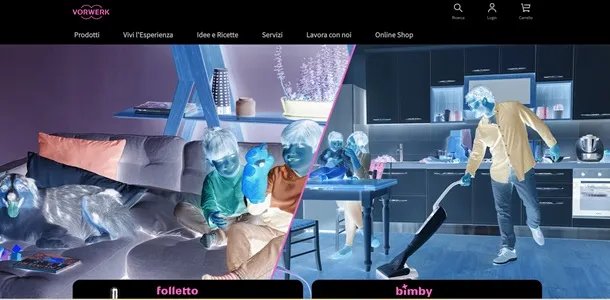 VORWERK
Ricerca
Login
Carrello
Prodotti Vivi l'Esperienza Idee e Ricette Servizi Lavora con noi Online Shop
folletto
bimby